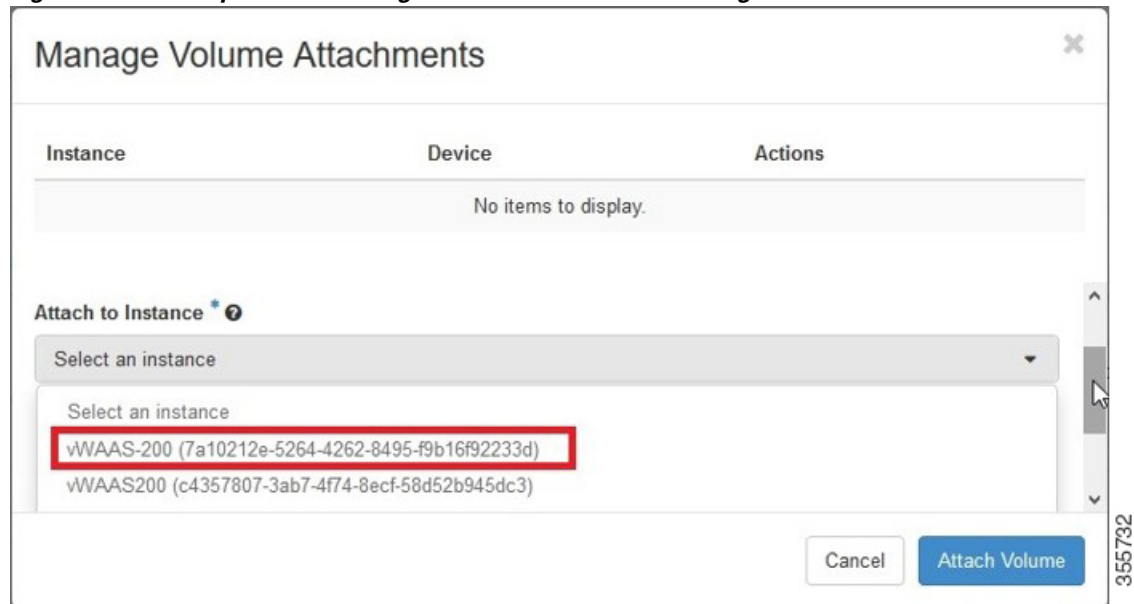 Manage Volume Attachments
×
Instance Device Actions
No items to display.
Attach to Instance *
Select an instance
Select an instance
vWAAS-200 (7a10212e-5264-4262-8495-f9b16f92233d)
vWAAS200 (c4357807-3ab7-4f74-8ecf-58d52b945dc3)
Cancel Attach Volume
355732